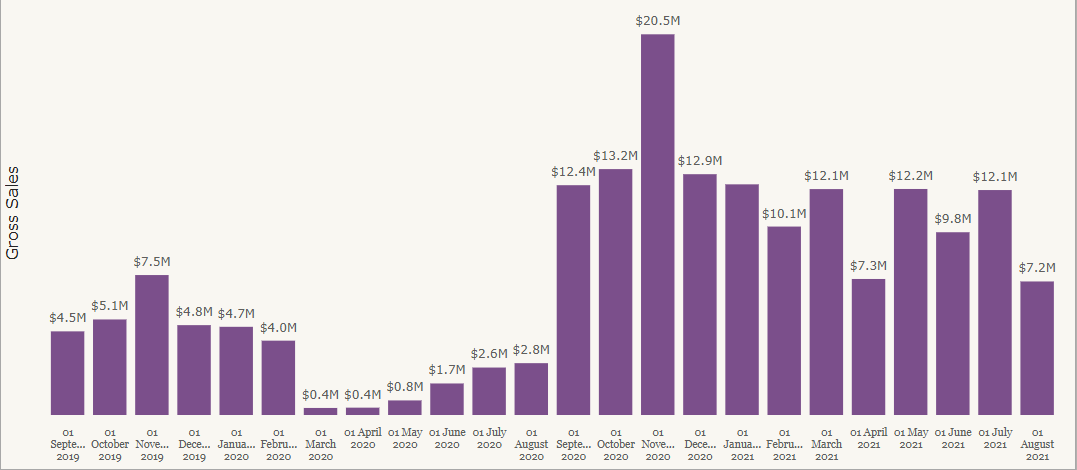 Gross Sales
$4.5M
$5.1M
$7.5M
$4.8M
$4.7M
$4.0M
$0.4M
$0.4M
$0.8M
$1.7M
$2.6M
$2.8M
$12.4M
$13.2M
$20.5M
$12.9M
$10.1M
$12.1M
$7.3M
$12.2M
$9.8M
$12.1M
$7.2M
01
Septe...
2019
01
October
2019
01
Nove...
2019
01
Dece...
2019
01
Janua...
2020
01
Febru...
2020
01
March
2020
01 April
2020
01 May
2020
01 June
2020
01 July
2020
01
August
2020
01
Septe...
2020
01
October
2020
01
Nove...
2020
01
Dece...
2020
01
Janua...
2021
01
Febru...
2021
01
March
2021
01 April
2021
01 May
2021
01 June
2021
01 July
2021
01
August
2021